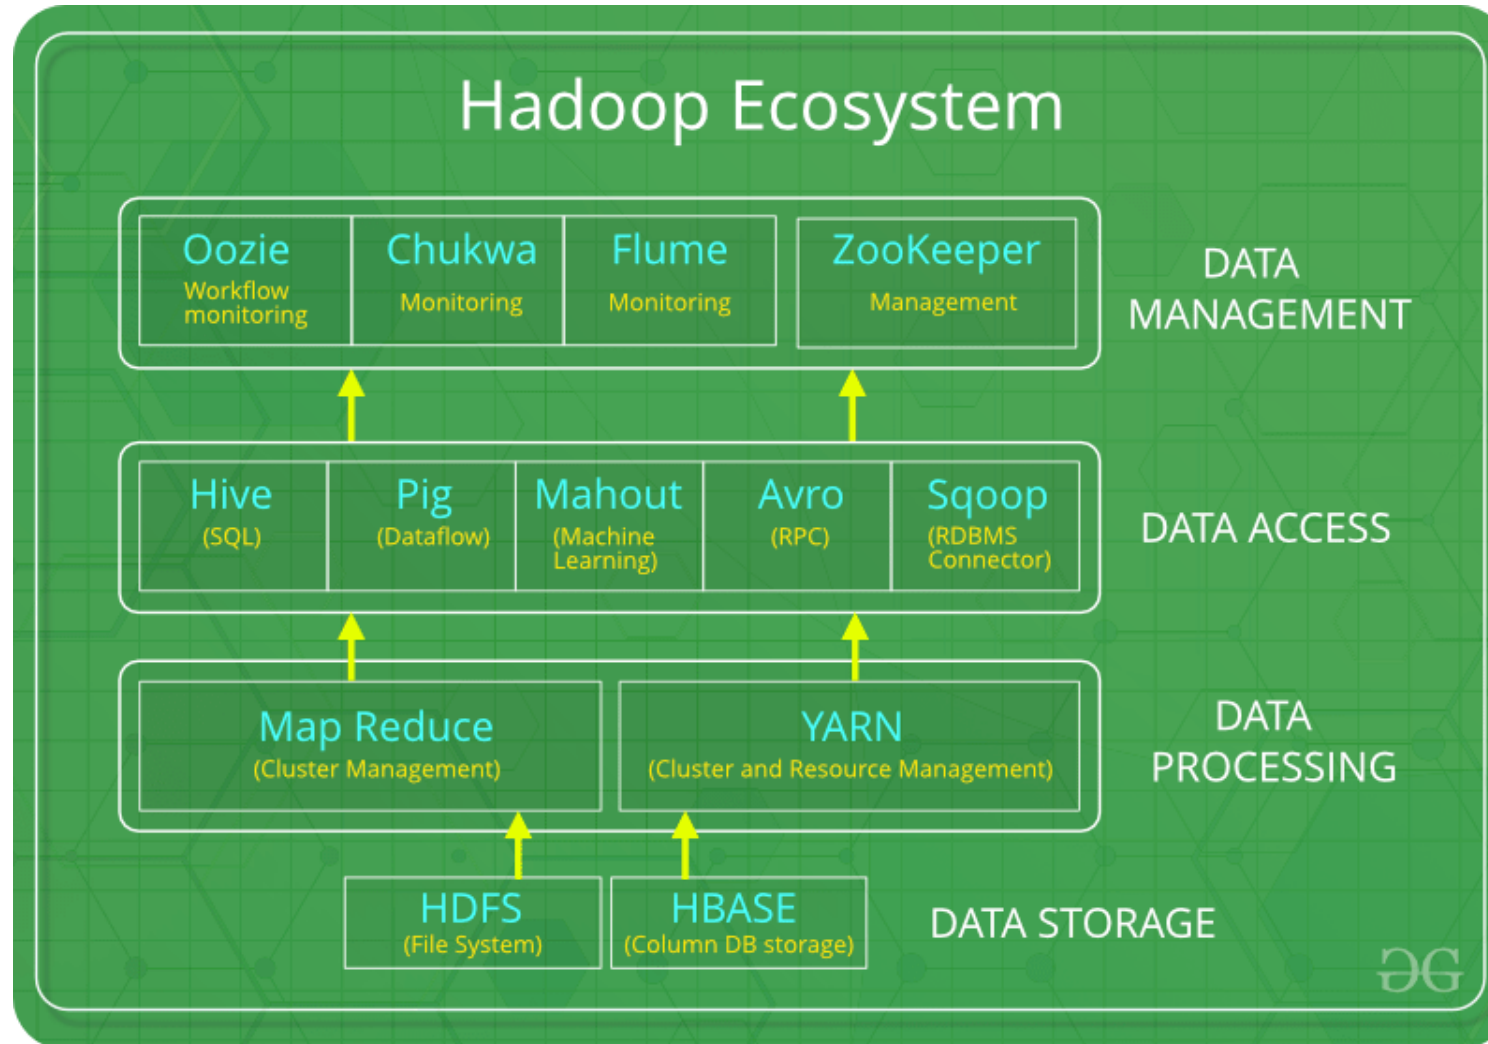 Hadoop Ecosystem
Oozie
Workflow
monitoring
Chukwa
Monitoring
Flume
Monitoring
ZooKeeper
Management
DATA
MANAGEMENT
Hive
(SQL)
Pig
(Dataflow)
Mahout
(Machine
Learning)
Avro
(RPC)
Sqoop
(RDBMS
Connector)
DATA ACCESS
Map Reduce
(Cluster Management)
YARN
(Cluster and Resource Management)
DATA
PROCESSING
HDFS
(File System)
HBASE
(Column DB storage)
DATA STORAGE
GG